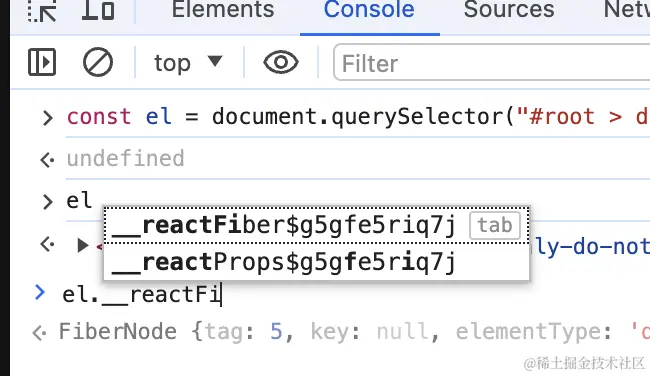 Elements Console Sources Netw
top Filter
const el = document.querySelector("#root > d
undefined
el
__reactFiber$g5gfe5riq7j tab
__reactProps$g5gfe5riq7j
ly-do-not
el.__reactFi
FiberNode {tag: 5, key: null, elementType: 'd
@稀土掘金技术社区